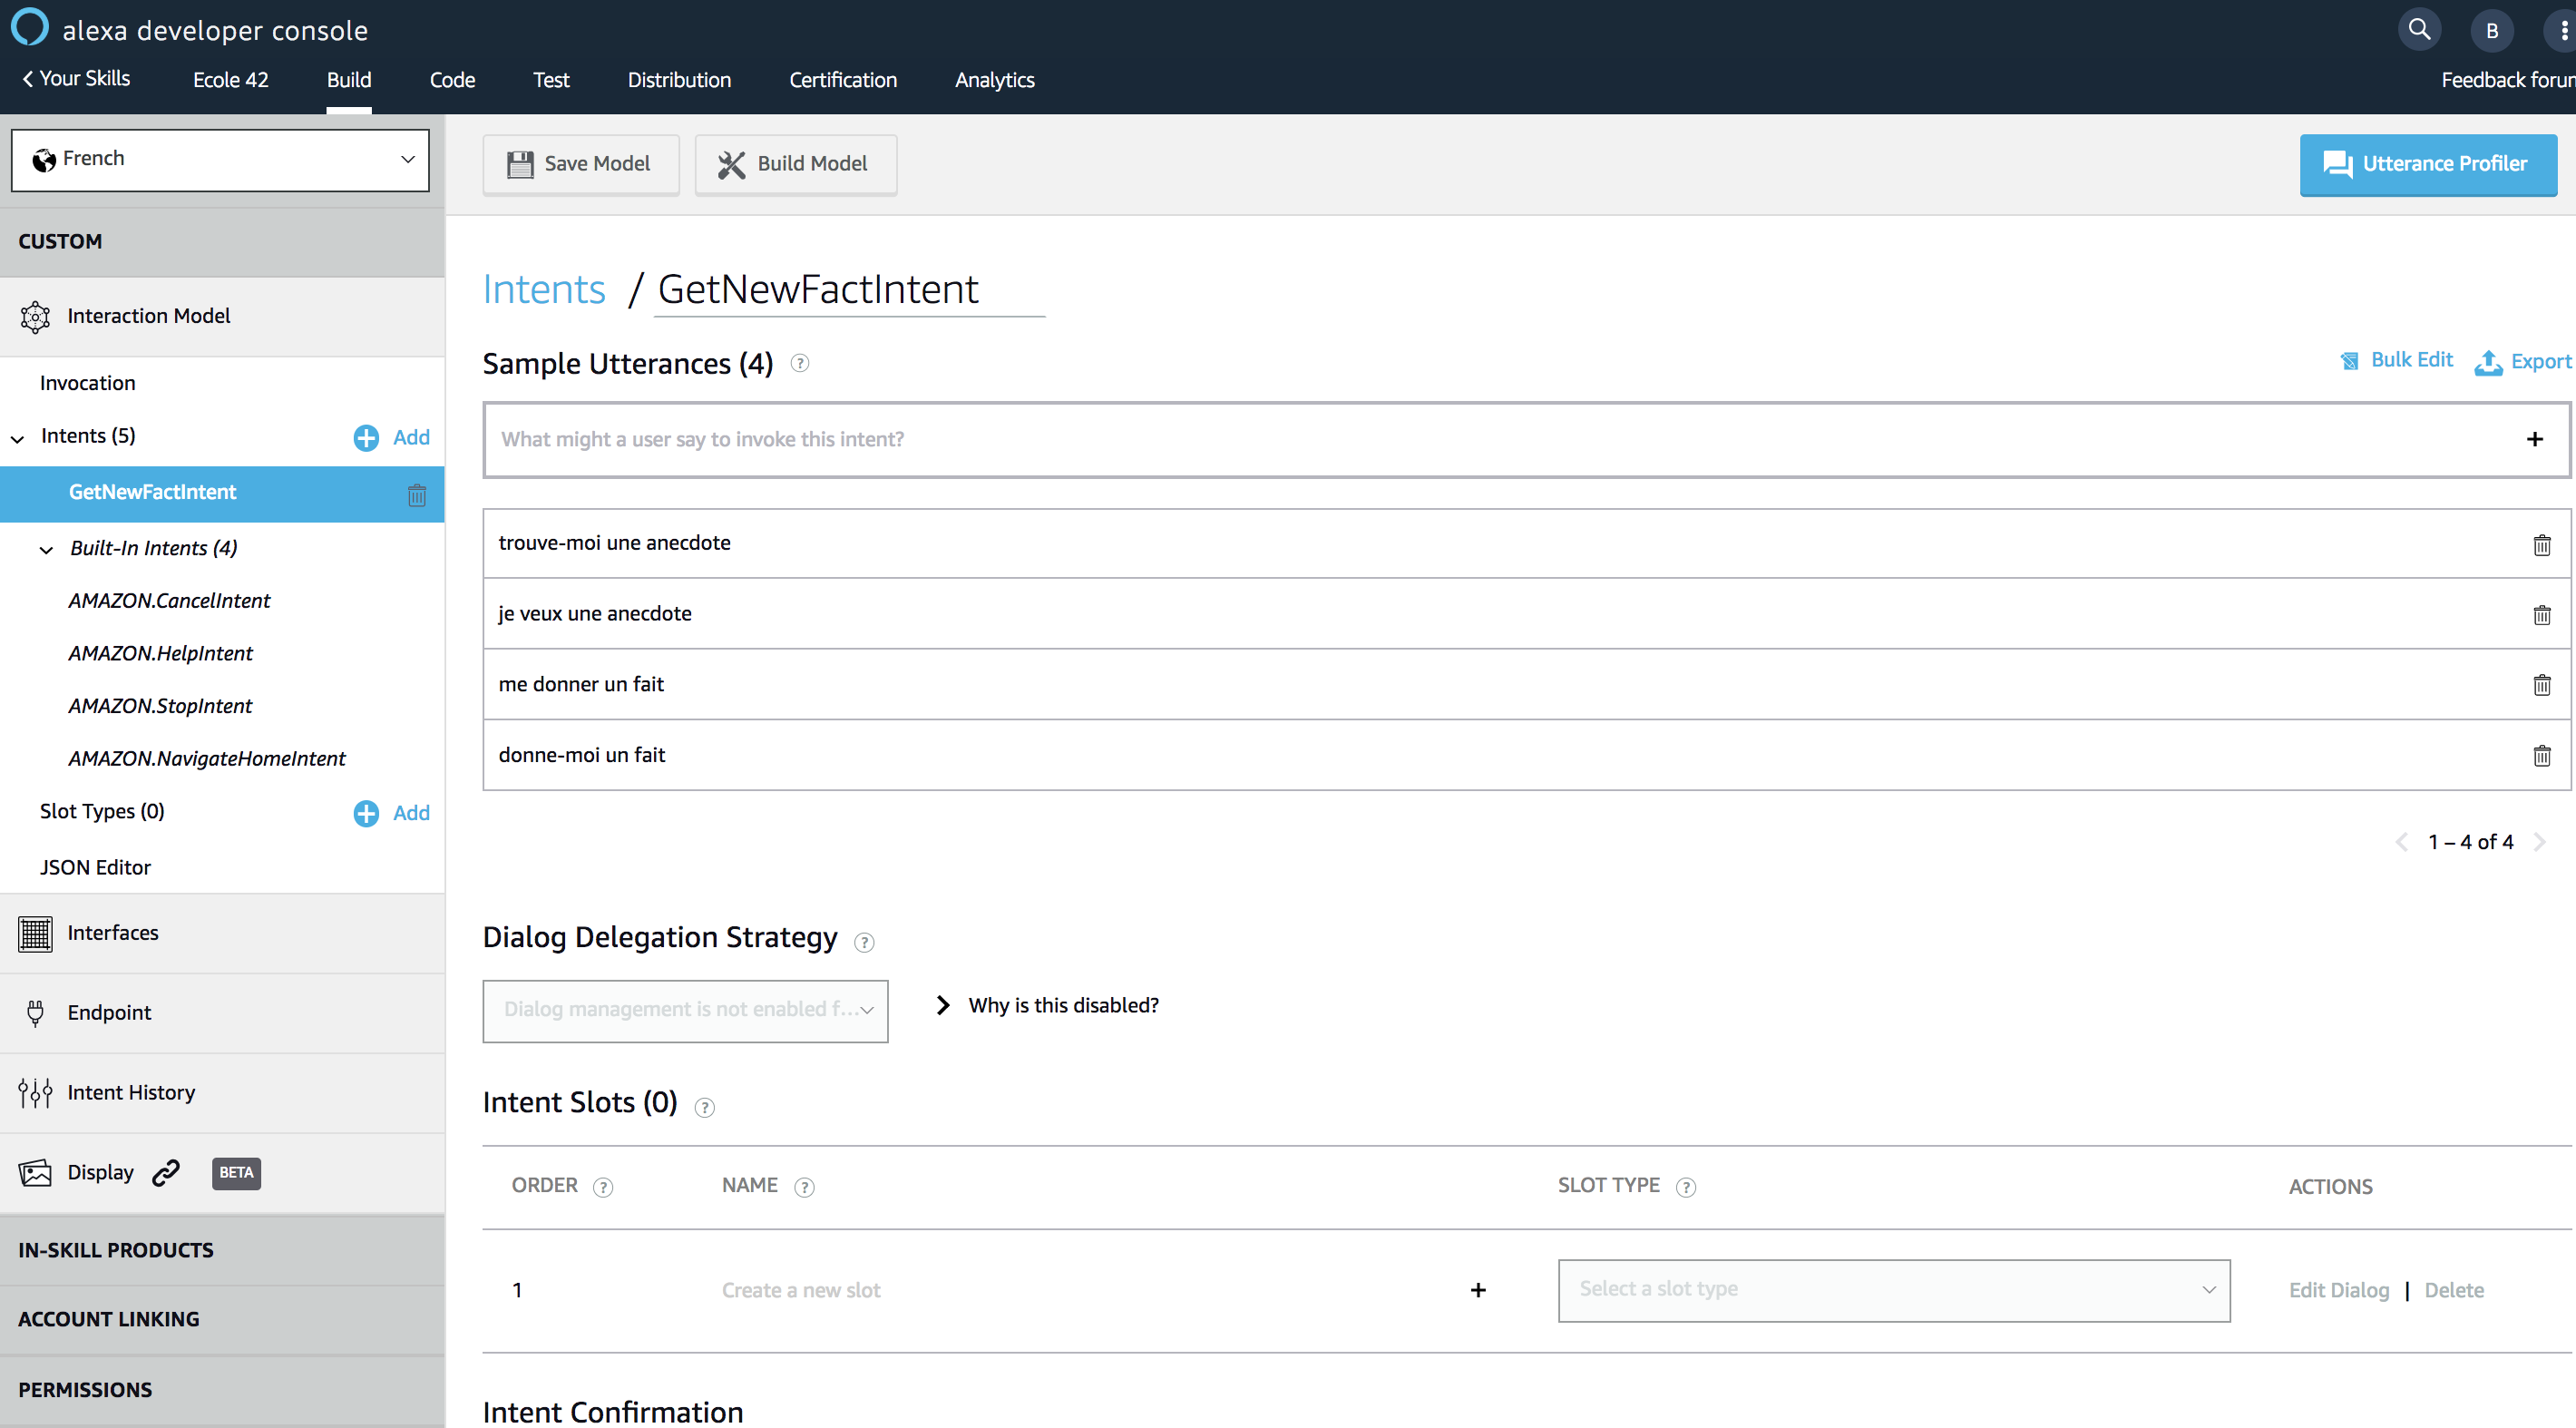 alexa developer console
B
Your Skills
Ecole 42
Build
Code
Test
Distribution
Certification
Analytics
Feedback forum
French
Save Model
Build Model
Utterance Profiler
CUSTOM
Interaction Model
Invocation
Intents (5)
Add
GetNewFactIntent
Built-In Intents (4)
AMAZON.CancelIntent
AMAZON.HelpIntent
AMAZON.StopIntent
AMAZON.NavigateHomeIntent
Slot Types (0)
Add
JSON Editor
Interfaces
Endpoint
Intent History
Display
BETA
IN-SKILL PRODUCTS
ACCOUNT LINKING
PERMISSIONS
Intents / GetNewFactIntent
Sample Utterances (4) ?
Bulk Edit
Export
What might a user say to invoke this intent? +
trouve-moi une anecdote
je veux une anecdote
me donner un fait
donne-moi un fait
< 1 – 4 of 4 >
Dialog Delegation Strategy ?
Dialog management is not enabled f...
Why is this disabled?
Intent Slots (0) ?
ORDER ?
NAME ?
SLOT TYPE ?
ACTIONS
1
Create a new slot +
Select a slot type
Edit Dialog | Delete
Intent Confirmation